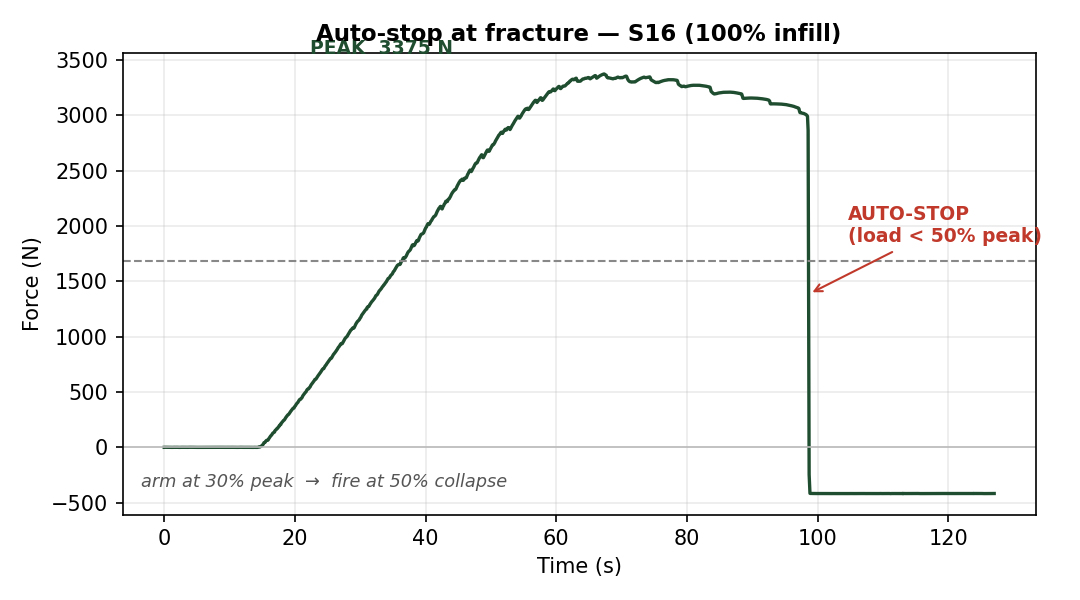 Auto-stop at fracture — S16 (100% infill)
PEAK 3375 N
3500
3000
2500
2000
1500
1000
500
0
−500
Force (N)
AUTO-STOP
(load < 50% peak)
arm at 30% peak → fire at 50% collapse
0 20 40 60 80 100 120
Time (s)